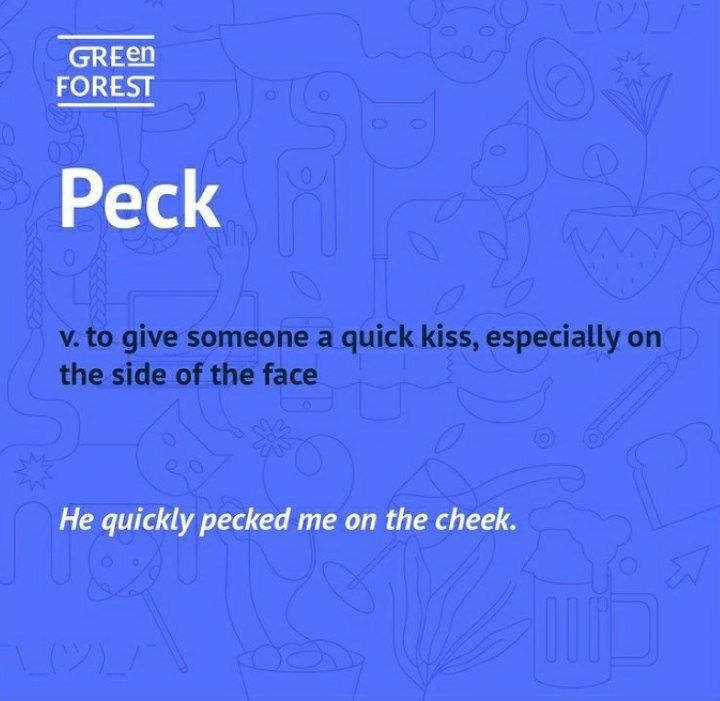 GREen
FOREST
Peck
v. to give someone a quick kiss, especially on
the side of the face
He quickly pecked me on the cheek.